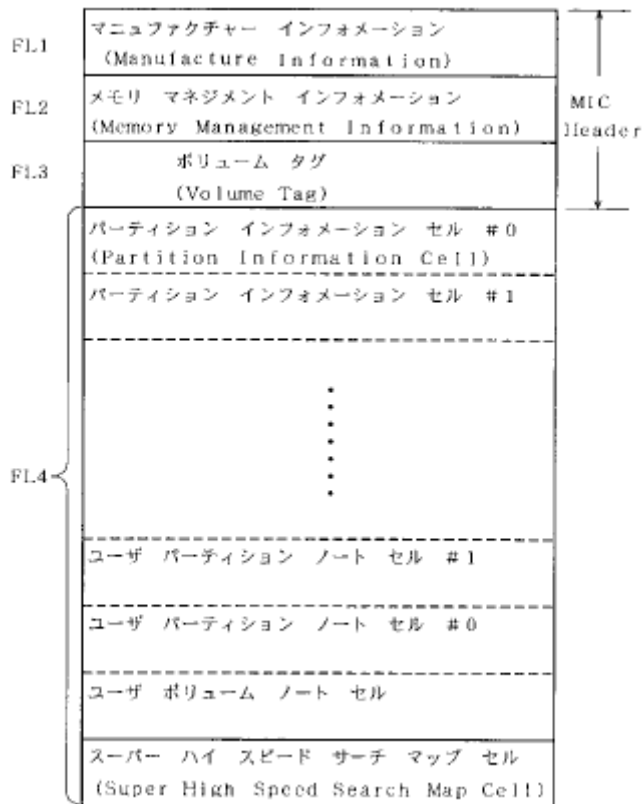 FL1
マニュファクチャー インフォメーション
(Manufacture Information)
FL2
メモリ マネジメント インフォメーション
(Memory Management Information)
MIC
Header
FL3
ボリューム タグ
(Volume Tag)
パーティション インフォメーション セル #0
(Partition Information Cell)
パーティション インフォメーション セル #1
FL4
ユーザ パーティション ノート セル #1
ユーザ パーティション ノート セル #0
ユーザ ボリューム ノート セル
スーパー ハイ スピード サーチ マップ セル
(Super High Speed Search Map Cell)